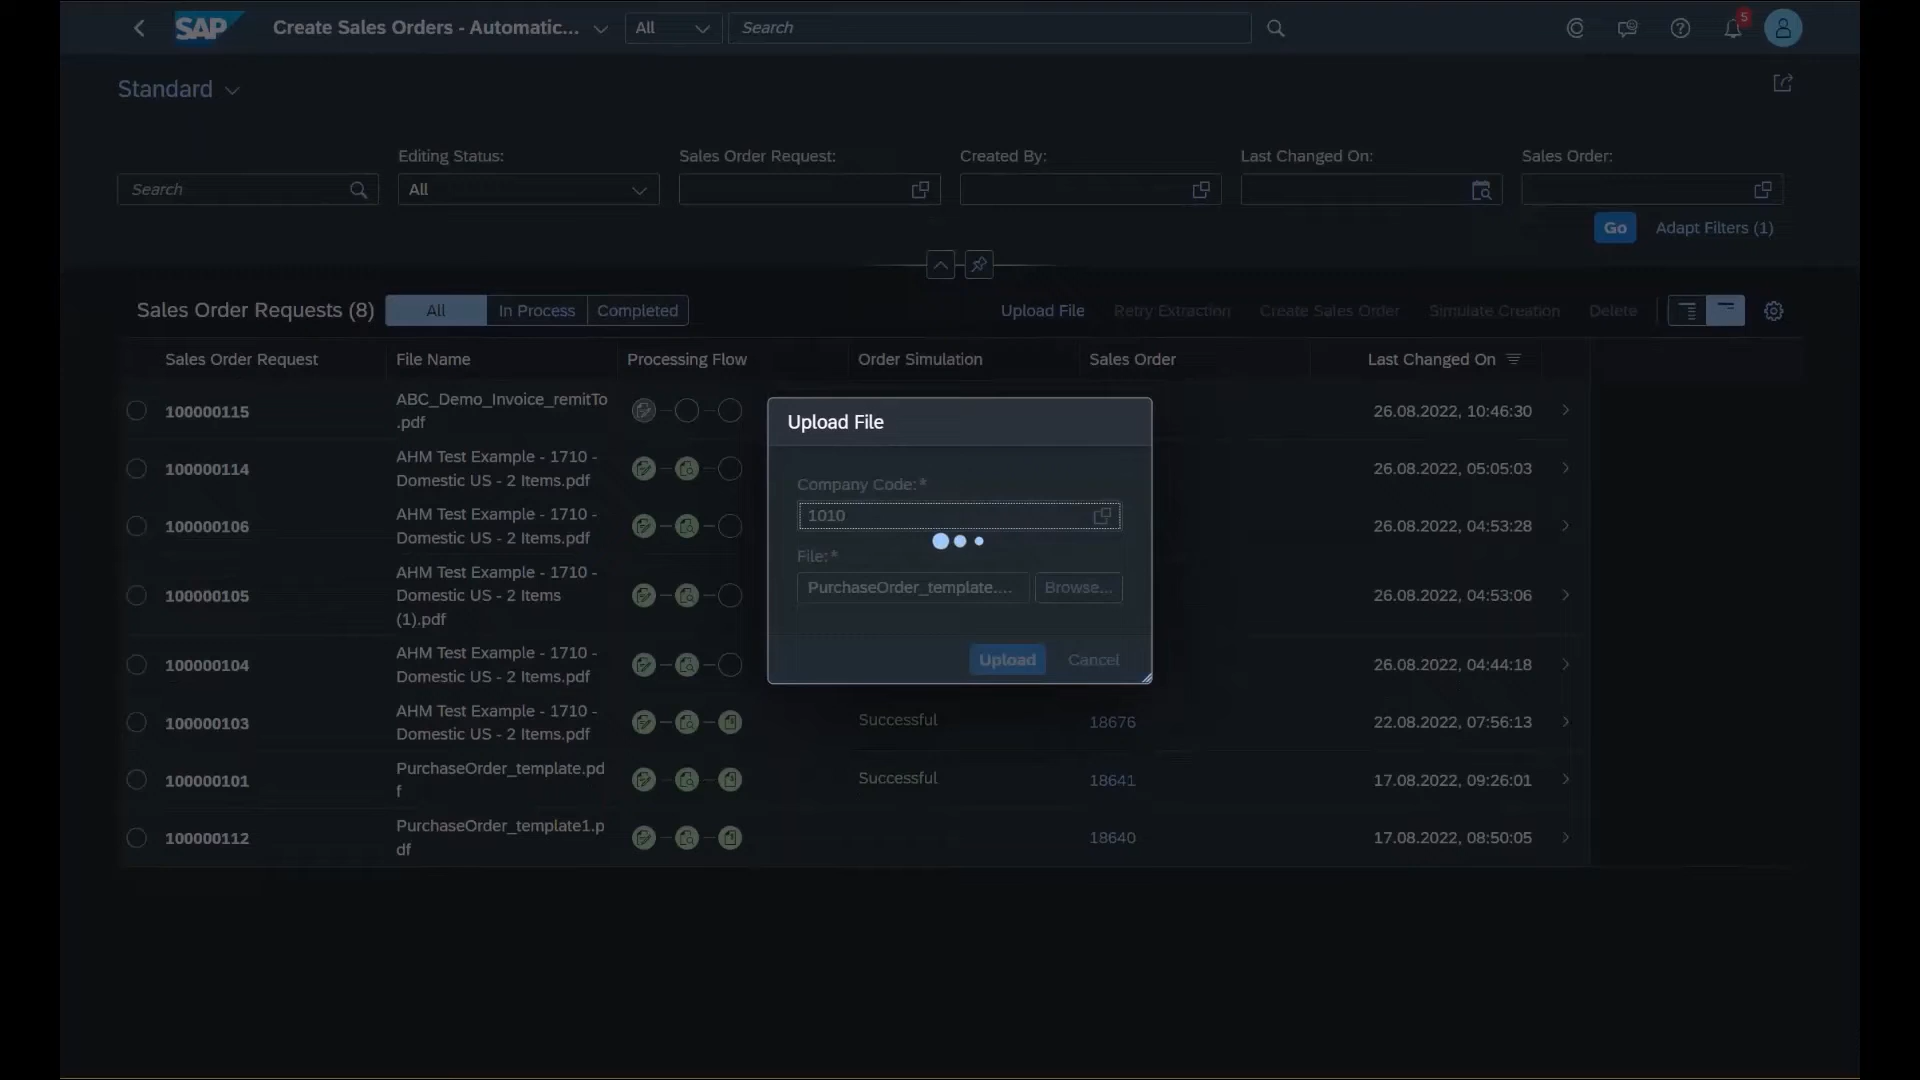 SAP Create Sales Orders - Automatic... All Search 5
Standard
Editing Status: Sales Order Request: Created By: Last Changed On: Sales Order:
Search All
Go Adapt Filters (1)
Sales Order Requests (8) All In Process Completed Upload File Retry Extraction Create Sales Order Simulate Creation Delete
Sales Order Request File Name Processing Flow Order Simulation Sales Order Last Changed On
100000115 ABC_Demo_Invoice_remitTo
.pdf 26.08.2022, 10:46:30
100000114 AHM Test Example - 1710 -
Domestic US - 2 Items.pdf 26.08.2022, 05:05:03
100000106 AHM Test Example - 1710 -
Domestic US - 2 Items.pdf 26.08.2022, 04:53:28
100000105 AHM Test Example - 1710 -
Domestic US - 2 Items
(1).pdf 26.08.2022, 04:53:06
100000104 AHM Test Example - 1710 -
Domestic US - 2 Items.pdf 26.08.2022, 04:44:18
100000103 AHM Test Example - 1710 -
Domestic US - 2 Items.pdf Successful 18676 22.08.2022, 07:56:13
100000101 PurchaseOrder_template.pd
f Successful 18641 17.08.2022, 09:26:01
100000112 PurchaseOrder_template1.p
df 18640 17.08.2022, 08:50:05
Upload File
Company Code:*
1010
File:*
PurchaseOrder_template.... Browse...
Upload Cancel